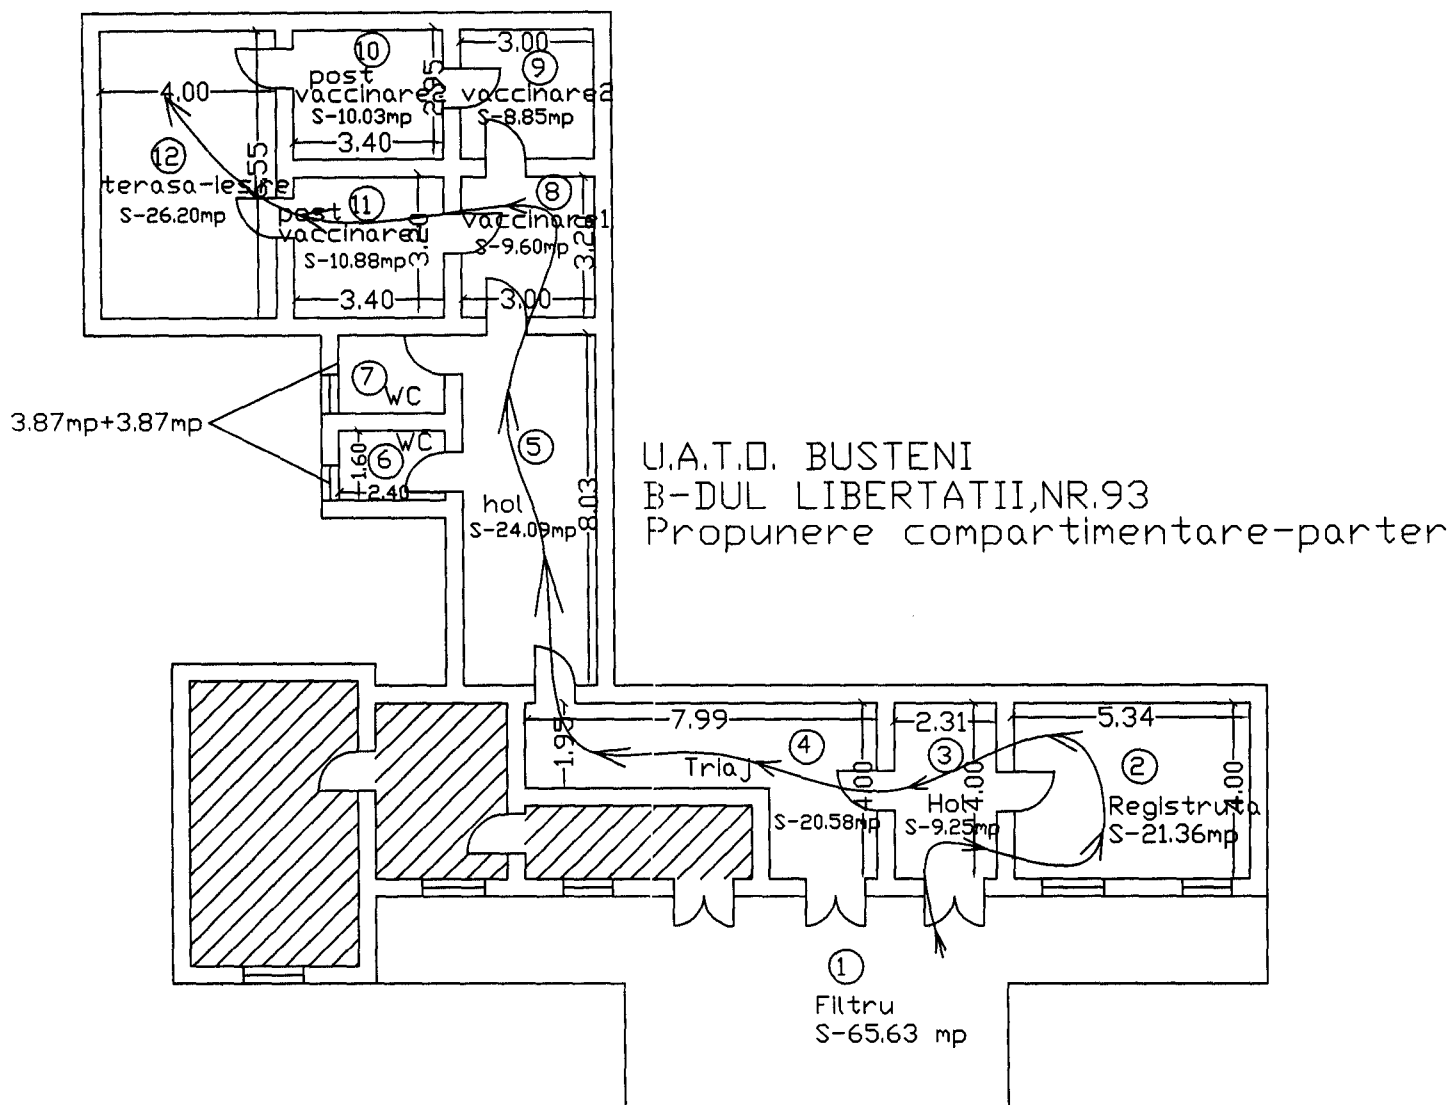 3.00
10
9
post
vaccinare2
2.95
vaccinare2
4.00
S-10.03mp
S-8.85mp
3.40
12
terasa-Iesire
S-26.20mp
11
8
post
vaccinare1
vaccinare1
S-9.60mp
S-10.88mp
3.20
3.20
3.40
3.00
7
WC
3.87mp+3.87mp
WC
6
1.60
2.40
5
hol
S-24.09mp
8.03
U.A.T.O. BUSTENI
B-DUL LIBERTATII,NR.93
Propunere compartimentare-parter
7.99
2.31
5.34
1.95
4
3
2
Triaj
4.00
Hol
4.00
Registruta
4.00
S-20.58mp
S-9.25mp
S-21.36mp
1
Filtru
S-65.63 mp